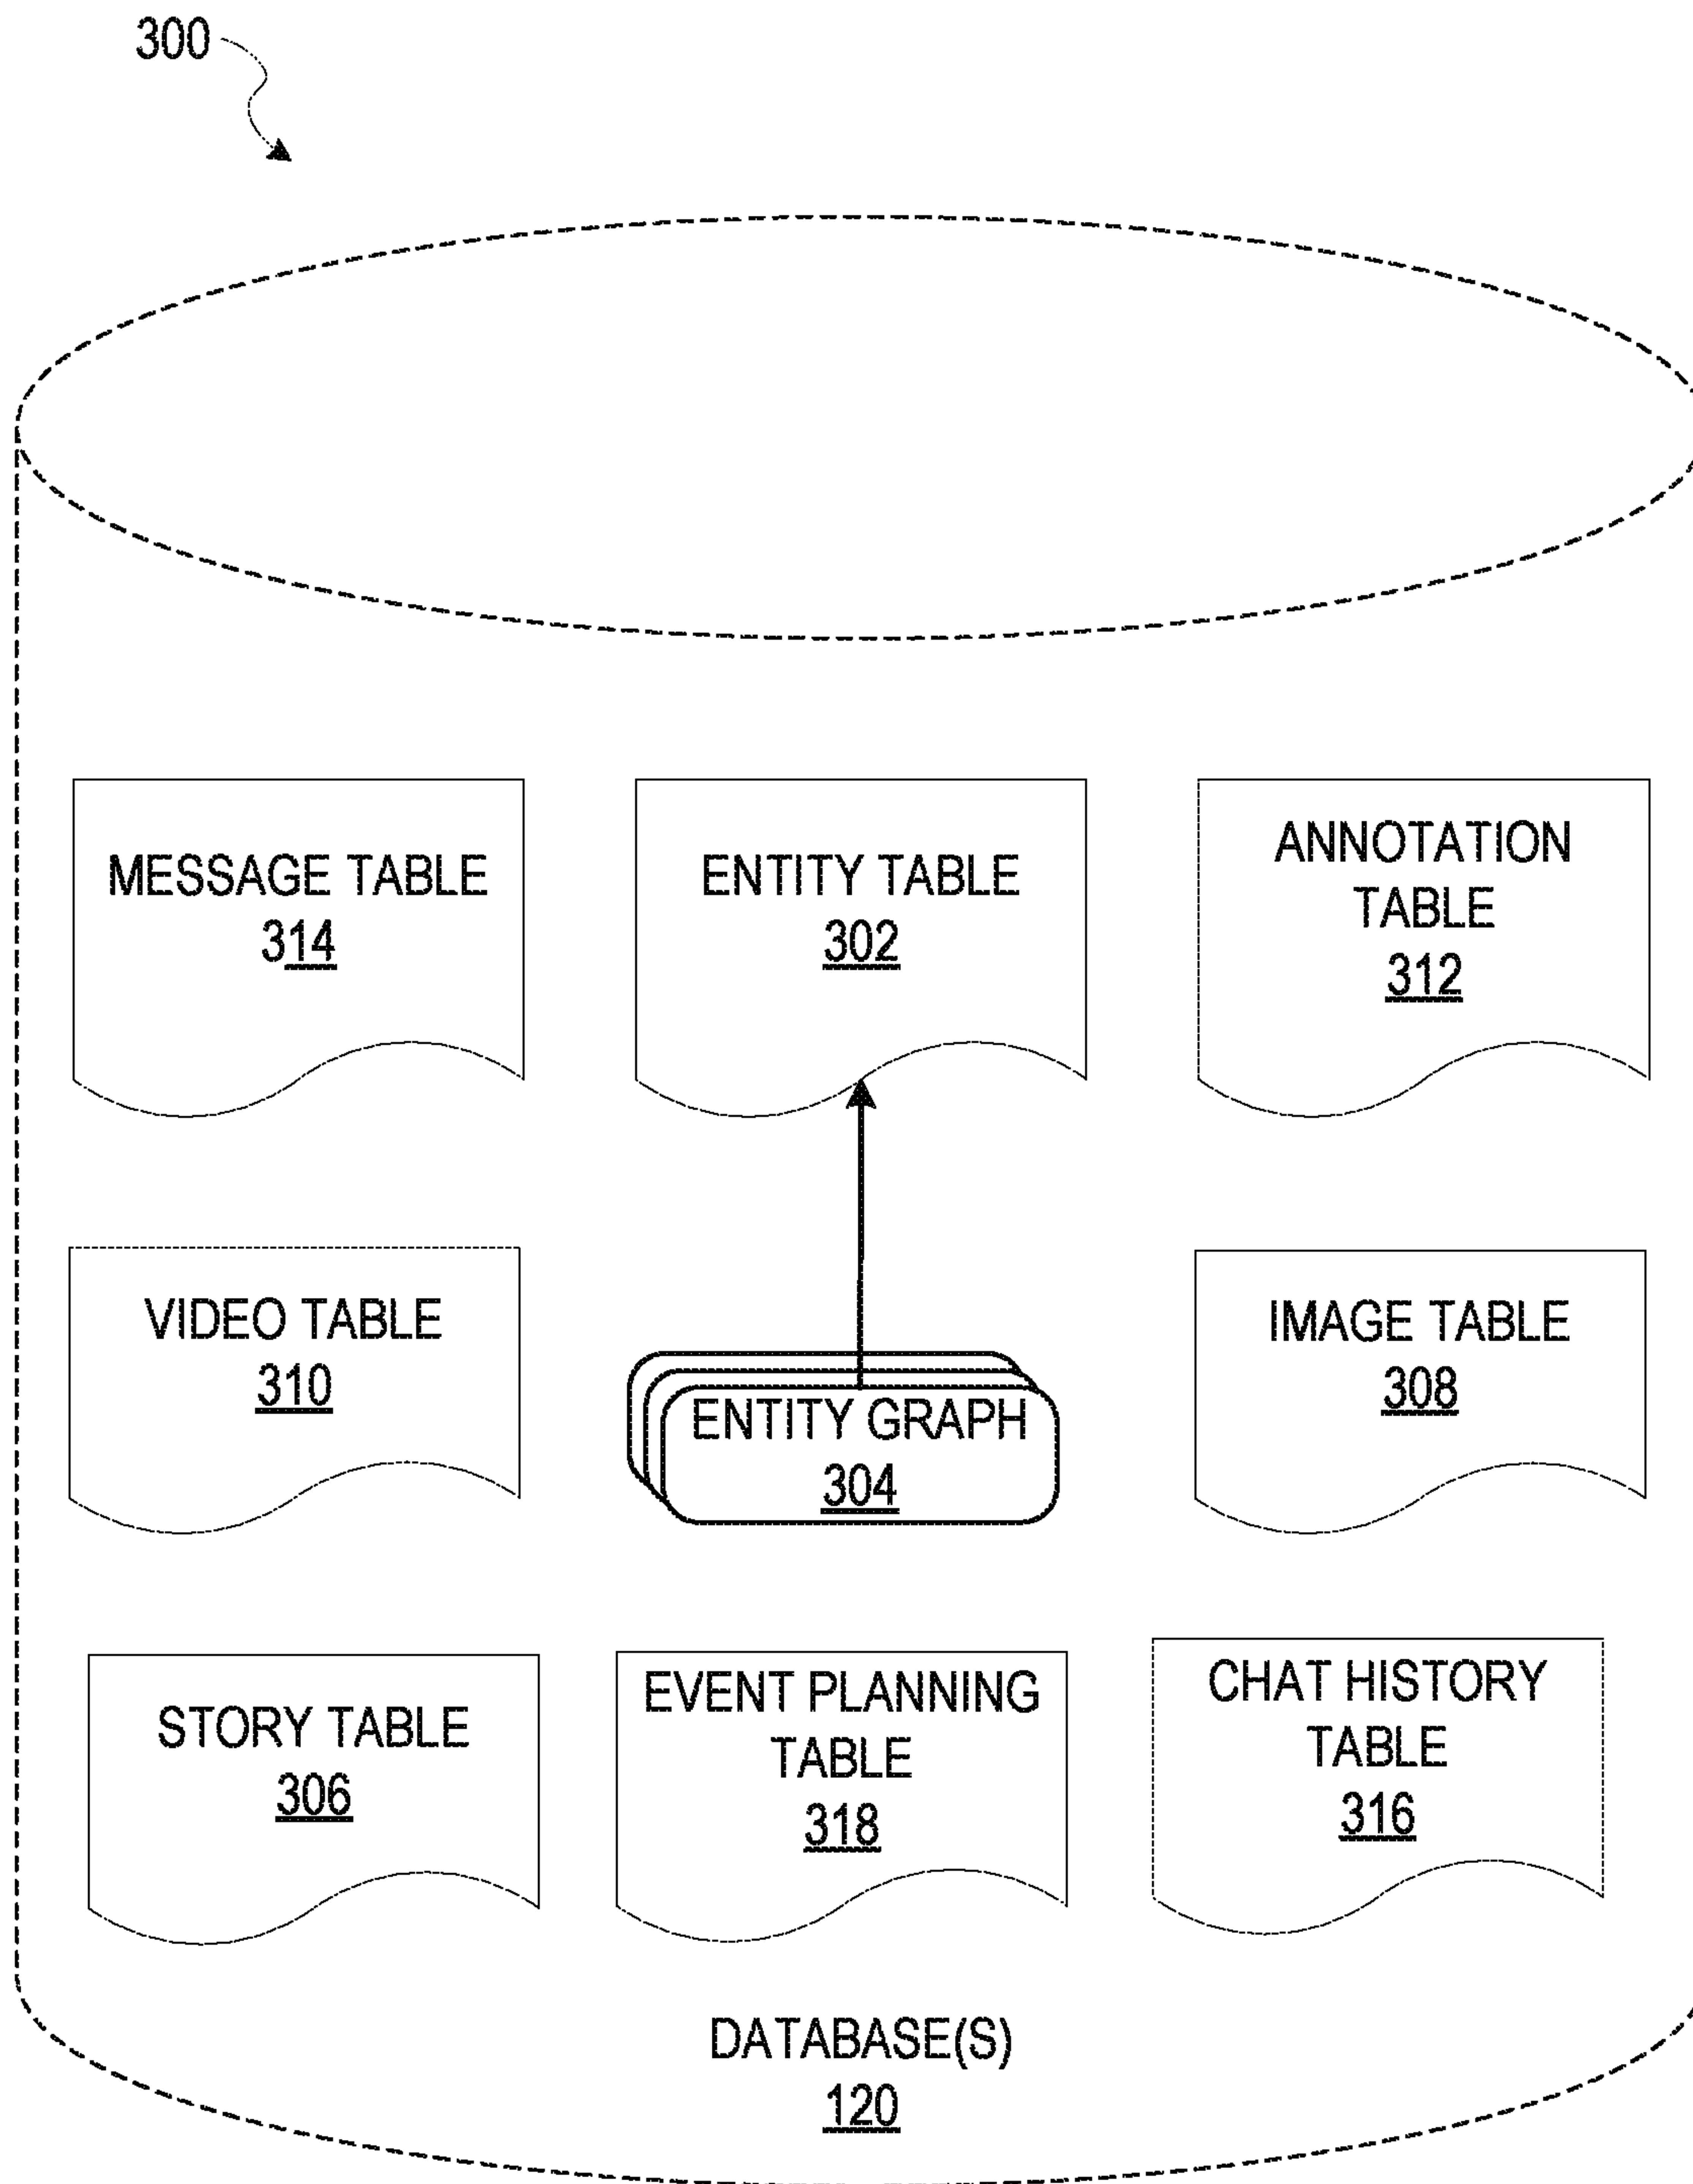 300
MESSAGE TABLE
314
ENTITY TABLE
302
ANNOTATION
TABLE
312
VIDEO TABLE
310
ENTITY GRAPH
304
IMAGE TABLE
308
STORY TABLE
306
EVENT PLANNING
TABLE
318
CHAT HISTORY
TABLE
316
DATABASE(S)
120